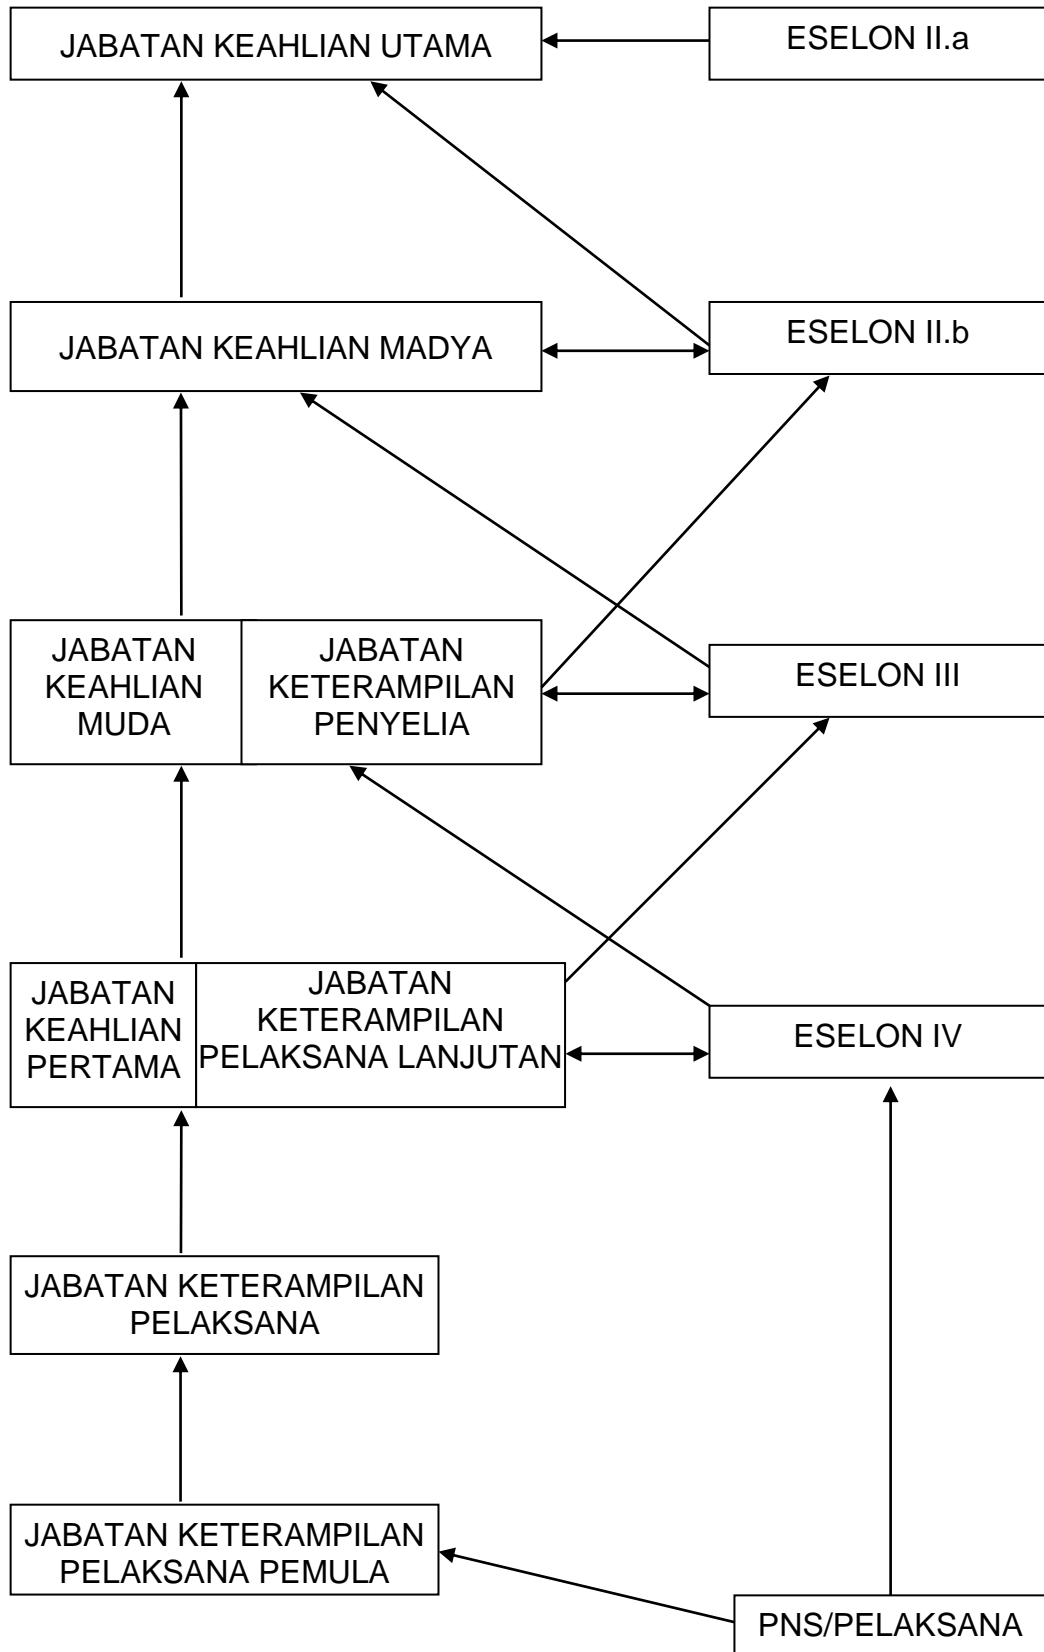 JABATAN KEAHLIAN UTAMA
ESELON II.a
JABATAN KEAHLIAN MADYA
ESELON II.b
JABATAN
KEAHLIAN
MUDA
JABATAN
KETERAMPILAN
PENYELIA
ESELON III
JABATAN
KEAHLIAN
PERTAMA
JABATAN
KETERAMPILAN
PELAKSANA LANJUTAN
ESELON IV
JABATAN KETERAMPILAN
PELAKSANA
JABATAN KETERAMPILAN
PELAKSANA PEMULA
PNS/PELAKSANA